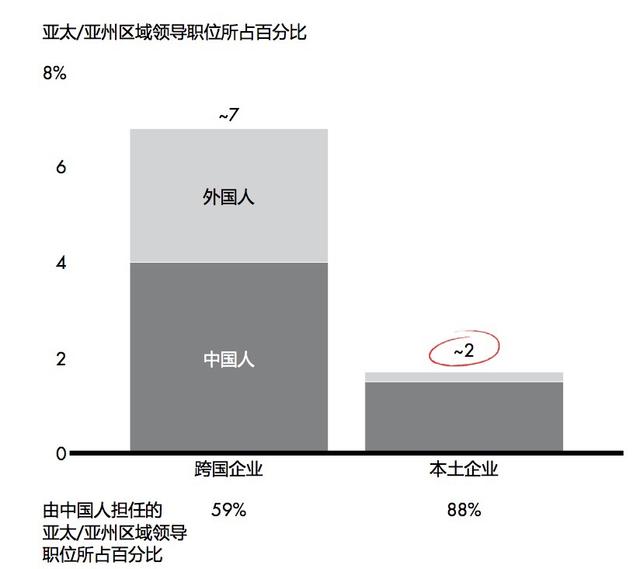 亚太/亚州区域领导职位所占百分比
8%
~7
6
外国人
4
中国人
2
~2
0
跨国企业 本土企业
由中国人担任的 59% 88%
亚太/亚州区域领导
职位所占百分比